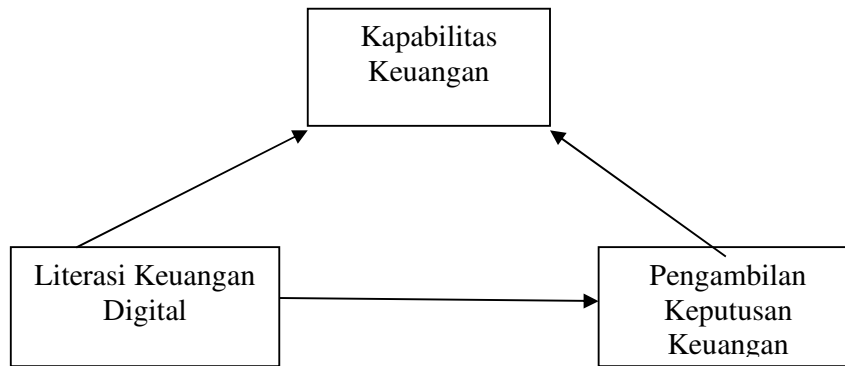 Kapabilitas
Keuangan
Literasi Keuangan
Digital
Pengambilan
Keputusan
Keuangan